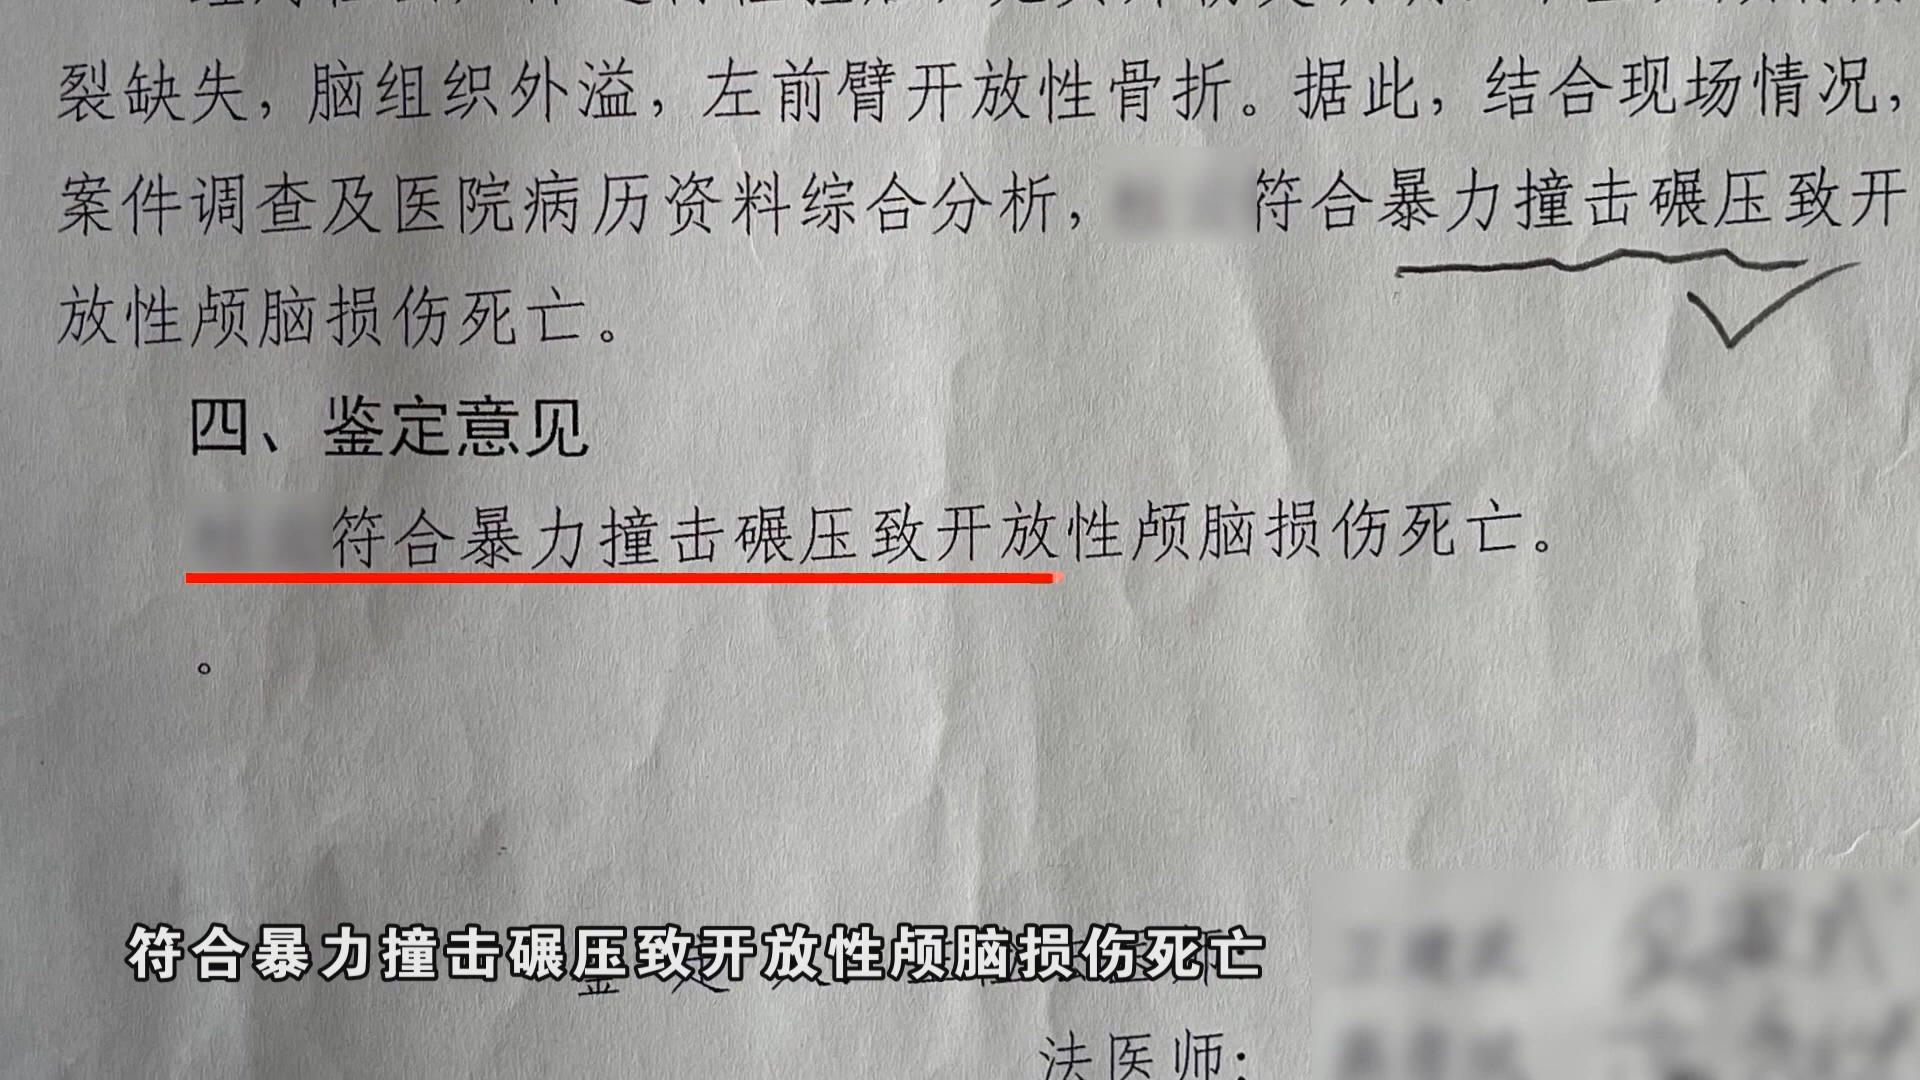 裂缺失，脑组织外溢，左前臂开放性骨折。据此，结合现场情况，
案件调查及医院病历资料综合分析，符合暴力撞击碾压致开
放性颅脑损伤死亡。
四、鉴定意见
符合暴力撞击碾压致开放性颅脑损伤死亡。
。
符合暴力撞击碾压致开放性颅脑损伤死亡
法医师：